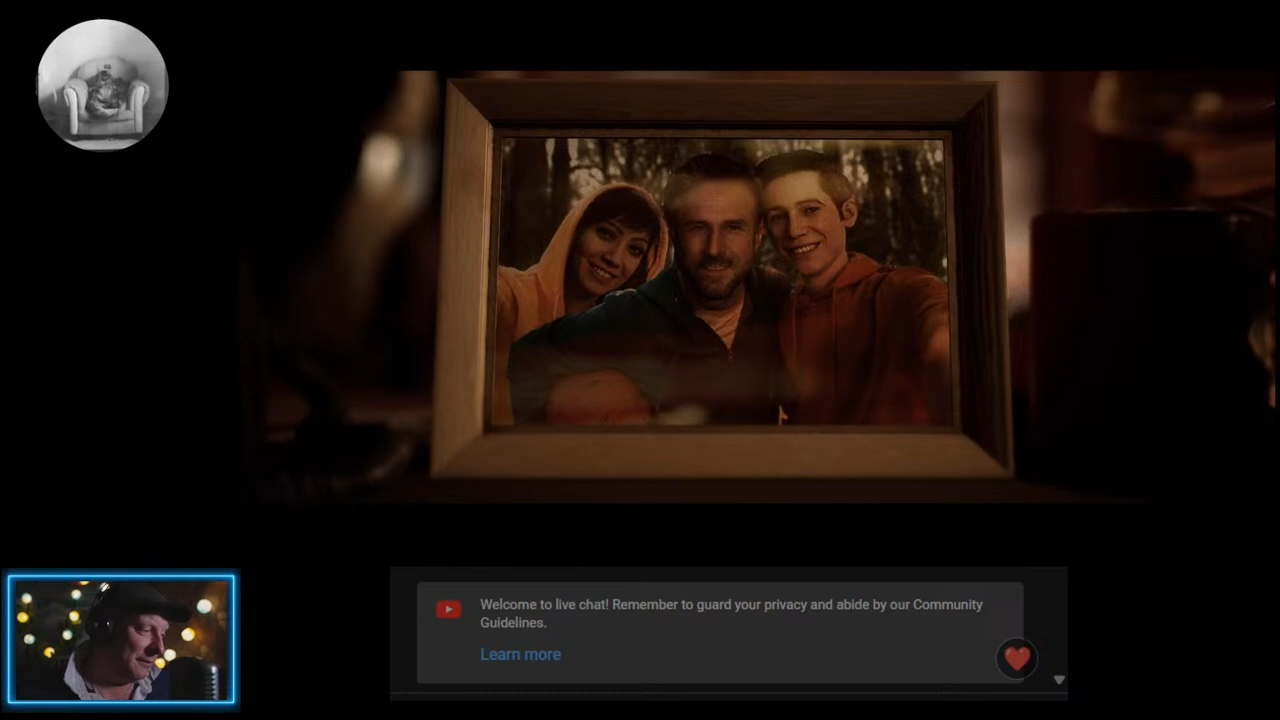 Welcome to live chat! Remember to guard your privacy and abide by our Community
Guidelines.
Learn more